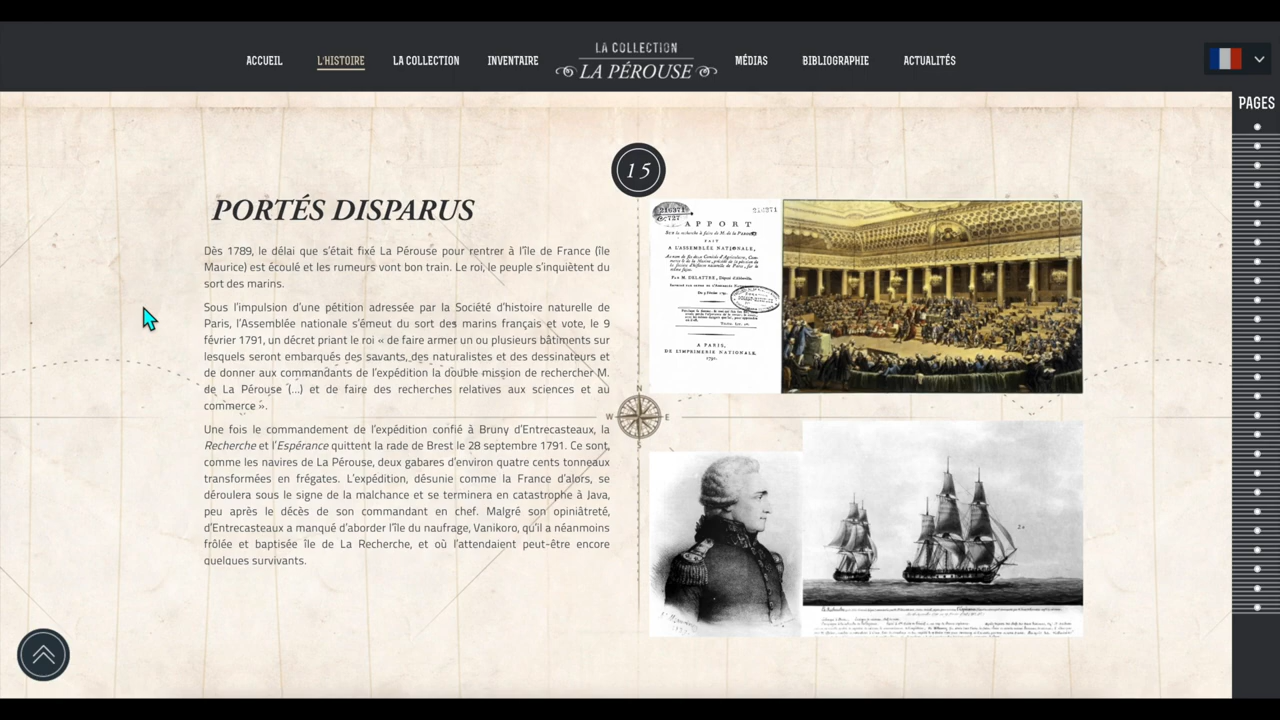 LA COLLECTION
LA PÉROUSE
ACCUEIL
L'HISTOIRE
LA COLLECTION
INVENTAIRE
MÉDIAS
BIBLIOGRAPHIE
ACTUALITÉS
PAGES
15
PORTÉS DISPARUS
Dès 1789, le délai que s'était fixé La Pérouse pour rentrer à l'île de France (île
Maurice) est écoulé et les rumeurs vont bon train. Le roi, le peuple s'inquiètent du
sort des marins.
Sous l'impulsion d'une pétition adressée par la Société d'histoire naturelle de
Paris, l'Assemblée nationale s'émeut du sort des marins français et vote, le 9
février 1791, un décret priant le roi « de faire armer un ou plusieurs bâtiments sur
lesquels seront embarqués des savants, des naturalistes et des dessinateurs et
de donner aux commandants de l'expédition la double mission de rechercher M.
de La Pérouse (...) et de faire des recherches relatives aux sciences et au
commerce ».
Une fois le commandement de l'expédition confié à Bruny d'Entrecasteaux, la
Recherche et l'Espérance quittent la rade de Brest le 28 septembre 1791. Ce sont,
comme les navires de La Pérouse, deux gabares d'environ quatre cents tonneaux
transformées en frégates. L'expédition, désunie comme la France d'alors, se
déroulera sous le signe de la malchance et se terminera en catastrophe à Java,
peu après le décès de son commandant en chef. Malgré son opiniâtreté,
d'Entrecasteaux a manqué d'aborder l'île du naufrage, Vanikoro, qu'il a néanmoins
frôlée et baptisée île de La Recherche, et où l'attendaient peut-être encore
quelques survivants.
APPORT
FAIT
A L'ASSEMBLÉE NATIONALE,
A PARIS,
DE L'IMPRIMERIE NATIONALE.
N
W E
S